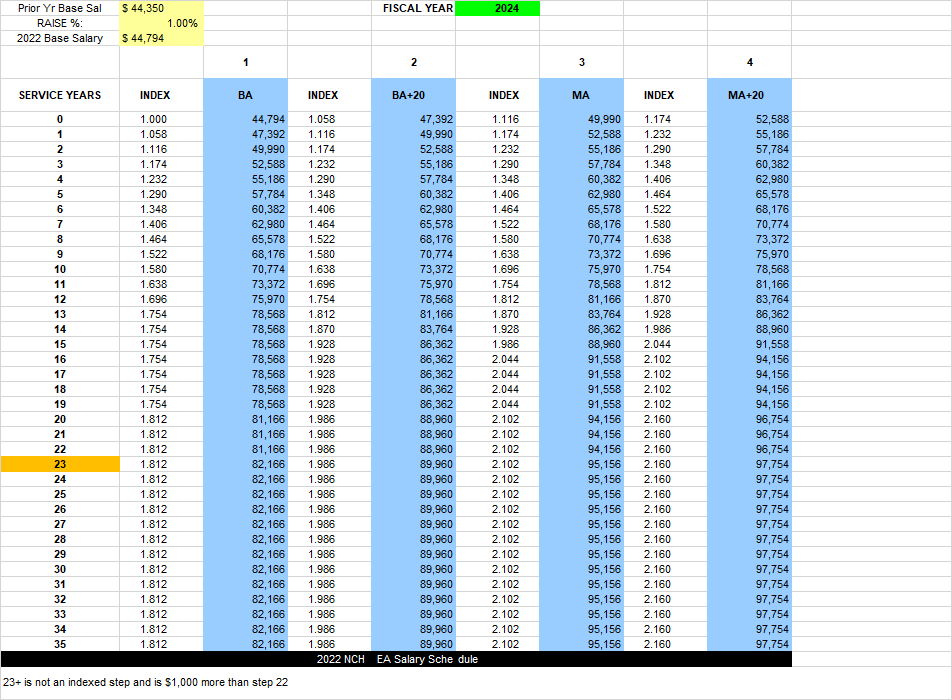 Prior Yr Base Sal $ 44,350 FISCAL YEAR 2024
RAISE %: 1.00%
2022 Base Salary $ 44,794
1 2 3 4
SERVICE YEARS INDEX BA INDEX BA+20 INDEX MA INDEX MA+20
0 1.000 44,794 1.058 47,392 1.116 49,990 1.174 52,588
1 1.058 47,392 1.116 49,990 1.174 52,588 1.232 55,186
2 1.116 49,990 1.174 52,588 1.232 55,186 1.290 57,784
3 1.174 52,588 1.232 55,186 1.290 57,784 1.348 60,382
4 1.232 55,186 1.290 57,784 1.348 60,382 1.406 62,980
5 1.290 57,784 1.348 60,382 1.406 62,980 1.464 65,578
6 1.348 60,382 1.406 62,980 1.464 65,578 1.522 68,176
7 1.406 62,980 1.464 65,578 1.522 68,176 1.580 70,774
8 1.464 65,578 1.522 68,176 1.580 70,774 1.638 73,372
9 1.522 68,176 1.580 70,774 1.638 73,372 1.696 75,970
10 1.580 70,774 1.638 73,372 1.696 75,970 1.754 78,568
11 1.638 73,372 1.696 75,970 1.754 78,568 1.812 81,166
12 1.696 75,970 1.754 78,568 1.812 81,166 1.870 83,764
13 1.754 78,568 1.812 81,166 1.870 83,764 1.928 86,362
14 1.754 78,568 1.870 83,764 1.928 86,362 1.986 88,960
15 1.754 78,568 1.928 86,362 1.986 88,960 2.044 91,558
16 1.754 78,568 1.928 86,362 2.044 91,558 2.102 94,156
17 1.754 78,568 1.928 86,362 2.044 91,558 2.102 94,156
18 1.754 78,568 1.928 86,362 2.044 91,558 2.102 94,156
19 1.754 78,568 1.928 86,362 2.044 91,558 2.102 94,156
20 1.812 81,166 1.986 88,960 2.102 94,156 2.160 96,754
21 1.812 81,166 1.986 88,960 2.102 94,156 2.160 96,754
22 1.812 81,166 1.986 88,960 2.102 94,156 2.160 96,754
23 1.812 82,166 1.986 89,960 2.102 95,156 2.160 97,754
24 1.812 82,166 1.986 89,960 2.102 95,156 2.160 97,754
25 1.812 82,166 1.986 89,960 2.102 95,156 2.160 97,754
26 1.812 82,166 1.986 89,960 2.102 95,156 2.160 97,754
27 1.812 82,166 1.986 89,960 2.102 95,156 2.160 97,754
28 1.812 82,166 1.986 89,960 2.102 95,156 2.160 97,754
29 1.812 82,166 1.986 89,960 2.102 95,156 2.160 97,754
30 1.812 82,166 1.986 89,960 2.102 95,156 2.160 97,754
31 1.812 82,166 1.986 89,960 2.102 95,156 2.160 97,754
32 1.812 82,166 1.986 89,960 2.102 95,156 2.160 97,754
33 1.812 82,166 1.986 89,960 2.102 95,156 2.160 97,754
34 1.812 82,166 1.986 89,960 2.102 95,156 2.160 97,754
35 1.812 82,166 1.986 89,960 2.102 95,156 2.160 97,754
2022 NCH EA Salary Sche dule
23+ is not an indexed step and is $1,000 more than step 22